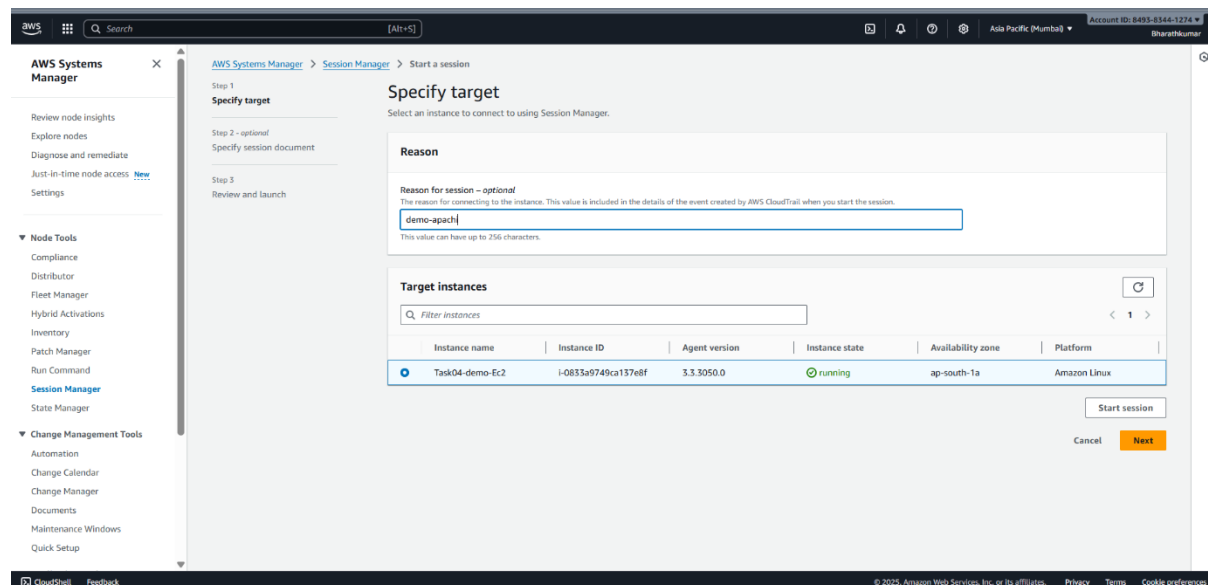 aws
Search
[Alt+S]
Asia Pacific (Mumbai)
Account ID: 8493-8344-1274
Bharathkumar
AWS Systems
Manager
Review node insights
Explore nodes
Diagnose and remediate
Just-in-time node access New
Settings
Node Tools
Compliance
Distributor
Fleet Manager
Hybrid Activations
Inventory
Patch Manager
Run Command
Session Manager
State Manager
Change Management Tools
Automation
Change Calendar
Change Manager
Documents
Maintenance Windows
Quick Setup
AWS Systems Manager > Session Manager > Start a session
Step 1
Specify target
Step 2 - optional
Specify session document
Step 3
Review and launch
Specify target
Select an instance to connect to using Session Manager.
Reason
Reason for session – optional
The reason for connecting to the instance. This value is included in the details of the event created by AWS CloudTrail when you start the session.
demo-apachi
This value can have up to 256 characters.
Target instances
Filter instances
< 1 >
Instance name Instance ID Agent version Instance state Availability zone Platform
Task04-demo-Ec2 i-0833a9749ca137e8f 3.3.3050.0 running ap-south-1a Amazon Linux
Start session
Cancel Next
CloudShell Feedback © 2025, Amazon Web Services, Inc. or its affiliates. Privacy Terms Cookie preferences